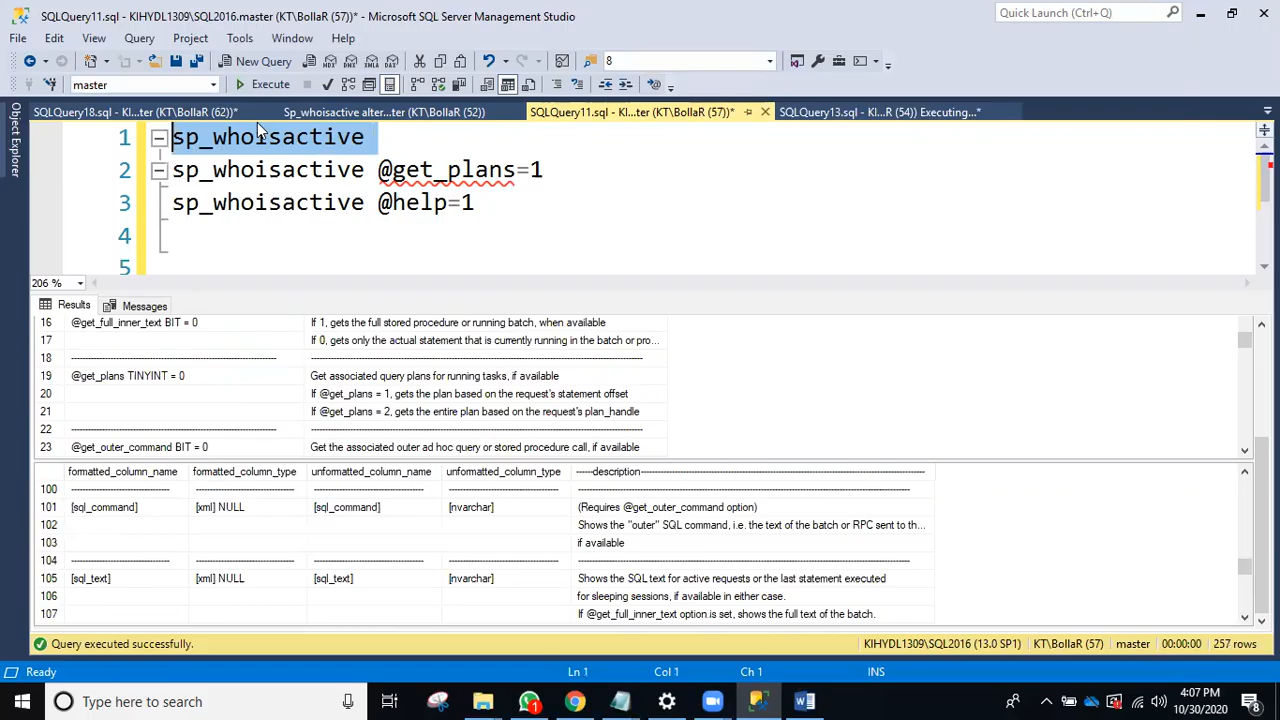 SQLQuery11.sql - KIHYDL1309\SQL2016.master (KT\BollaR (57))* - Microsoft SQL Server Management Studio
Quick Launch (Ctrl+Q)
File Edit View Query Project Tools Window Help
New Query 8
master Execute
SQLQuery18.sql - KI...ter (KT\BollaR (62))* Sp_whoisactive alter...ter (KT\BollaR (52)) SQLQuery11.sql - KI...ter (KT\BollaR (57))* SQLQuery13.sql - KI...R (54)) Executing...*
Object Explorer
1 sp_whoisactive
2 sp_whoisactive @get_plans=1
3 sp_whoisactive @help=1
4
5
206 %
Results Messages
16 @get_full_inner_text BIT = 0 If 1, gets the full stored procedure or running batch, when available
17 If 0, gets only the actual statement that is currently running in the batch or pro...
18 ------------------------------------------------------- -------------------------------------------------------------------------------------------
19 @get_plans TINYINT = 0 Get associated query plans for running tasks, if available
20 If @get_plans = 1, gets the plan based on the request's statement offset
21 If @get_plans = 2, gets the entire plan based on the request's plan_handle
22 ------------------------------------------------------- -------------------------------------------------------------------------------------------
23 @get_outer_command BIT = 0 Get the associated outer ad hoc query or stored procedure call, if available
formatted_column_name formatted_column_type unformatted_column_name unformatted_column_type ------description---------------------------------------------------------------
100 -------------------------- -------------------------- -------------------------- -------------------------- ------------------------------------------------------------------
101 [sql_command] [xml] NULL [sql_command] [nvarchar] (Requires @get_outer_command option)
102 Shows the "outer" SQL command, i.e. the text of the batch or RPC sent to th...
103 if available
104 -------------------------- -------------------------- -------------------------- -------------------------- ------------------------------------------------------------------
105 [sql_text] [xml] NULL [sql_text] [nvarchar] Shows the SQL text for active requests or the last statement executed
106 for sleeping sessions, if available in either case.
107 If @get_full_inner_text option is set, shows the full text of the batch.
Query executed successfully. KIHYDL1309\SQL2016 (13.0 SP1) KT\BollaR (57) master 00:00:00 257 rows
Ready Ln 1 Col 1 Ch 1 INS
Type here to search 4:07 PM
10/30/2020 8